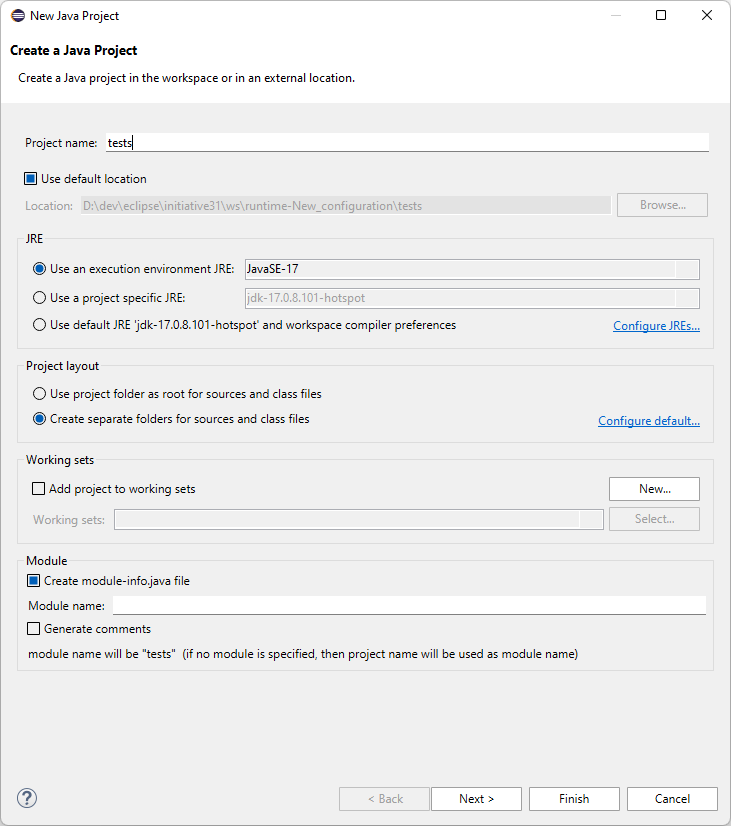 New Java Project
Create a Java Project
Create a Java project in the workspace or in an external location.
Project name: tests
Use default location
Location: D:\dev\eclipse\initiative31\ws\runtime-New_configuration\tests Browse...
JRE
Use an execution environment JRE: JavaSE-17
Use a project specific JRE: jdk-17.0.8.101-hotspot
Use default JRE 'jdk-17.0.8.101-hotspot' and workspace compiler preferences Configure JREs...
Project layout
Use project folder as root for sources and class files
Create separate folders for sources and class files Configure default...
Working sets
Add project to working sets New...
Working sets: Select...
Module
Create module-info.java file
Module name:
Generate comments
module name will be "tests" (if no module is specified, then project name will be used as module name)
? < Back Next > Finish Cancel